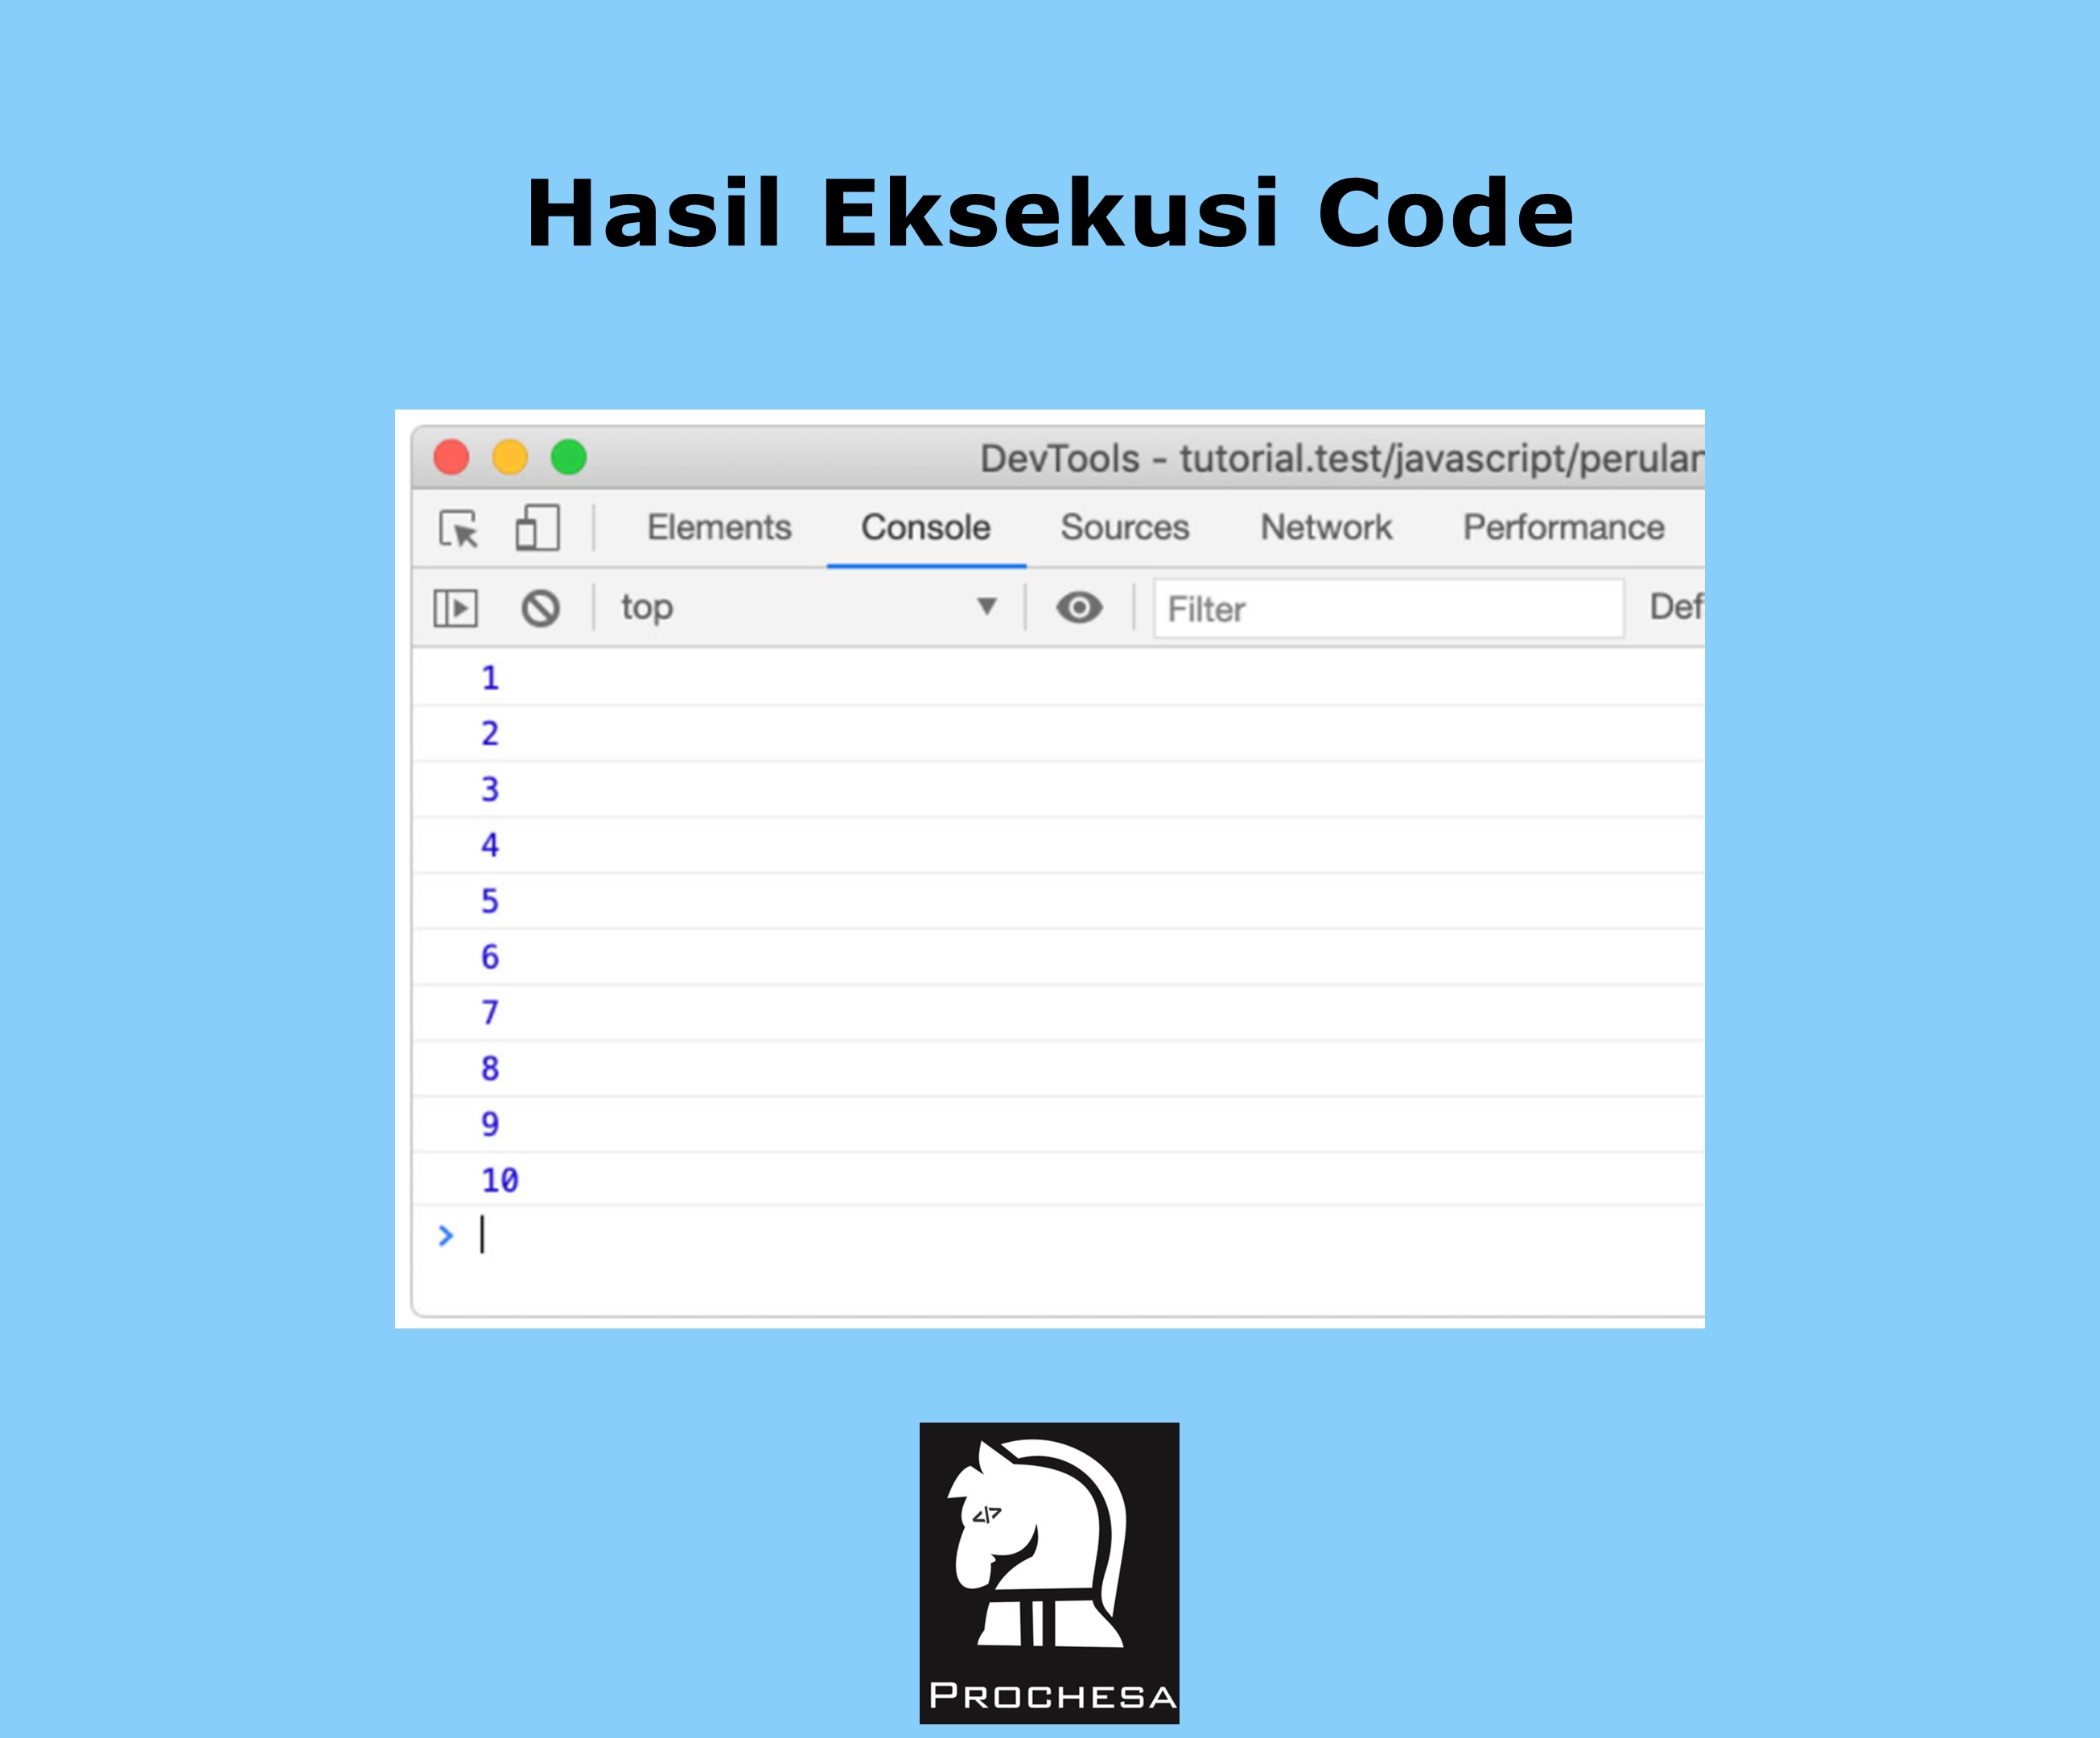 Hasil Eksekusi Code
DevTools - tutorial.test/javascript/perulan
Elements Console Sources Network Performance
top Filter Def
1
2
3
4
5
6
7
8
9
10
>
</>
PROCHESA